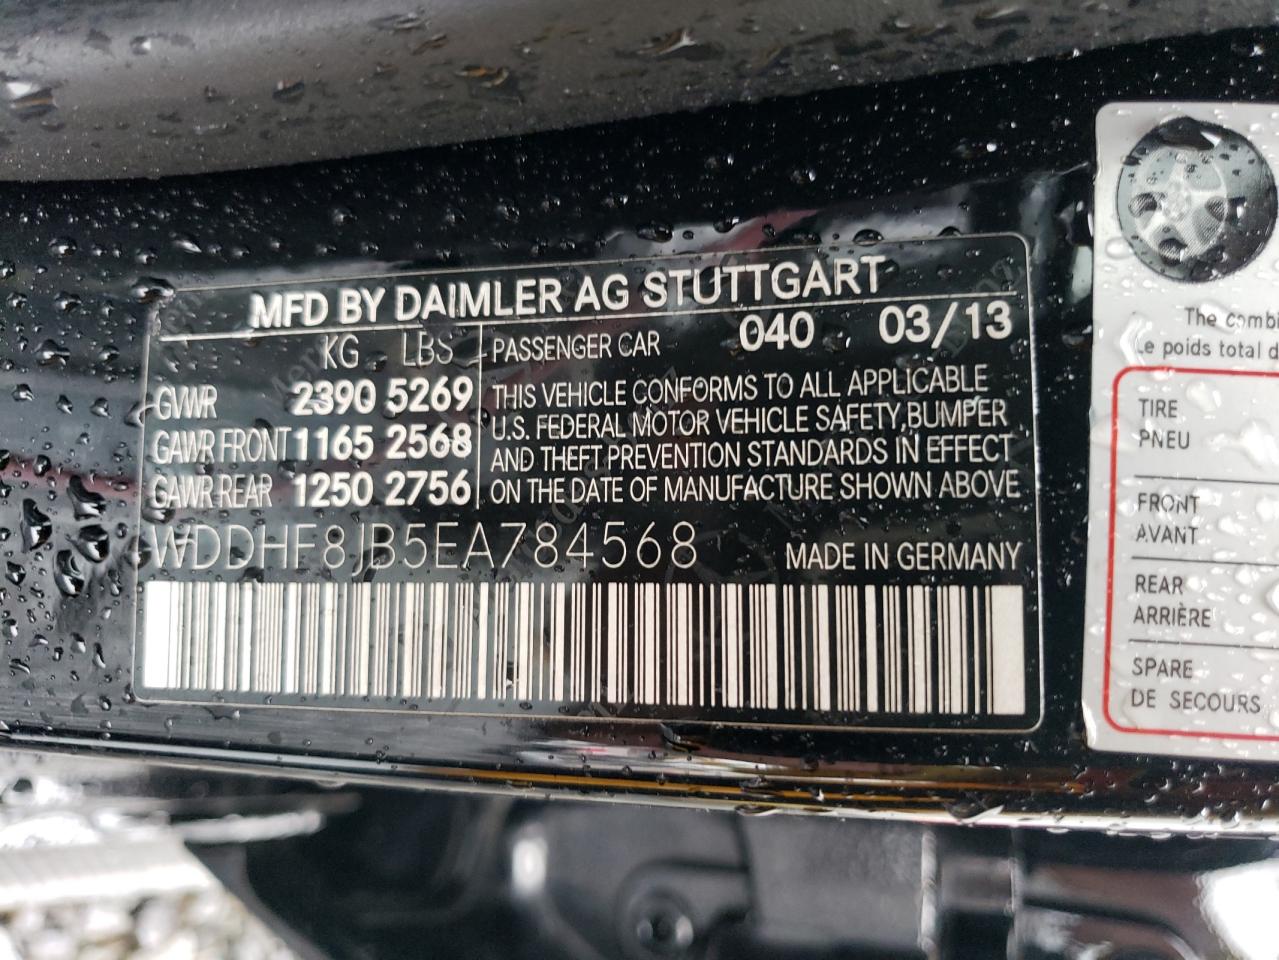 MFD BY DAIMLER AG STUTTGART
KG LBS PASSENGER CAR 040 03/13
GVWR 2390 5269 THIS VEHICLE CONFORMS TO ALL APPLICABLE
GAWR FRONT 1165 2568 U.S. FEDERAL MOTOR VEHICLE SAFETY, BUMPER
AND THEFT PREVENTION STANDARDS IN EFFECT
GAWR REAR 1250 2756 ON THE DATE OF MANUFACTURE SHOWN ABOVE
WDDHF8JB5EA784568 MADE IN GERMANY
The combi
Le poids total d
TIRE
PNEU
FRONT
AVANT
REAR
ARRIÈRE
SPARE
DE SECOURS